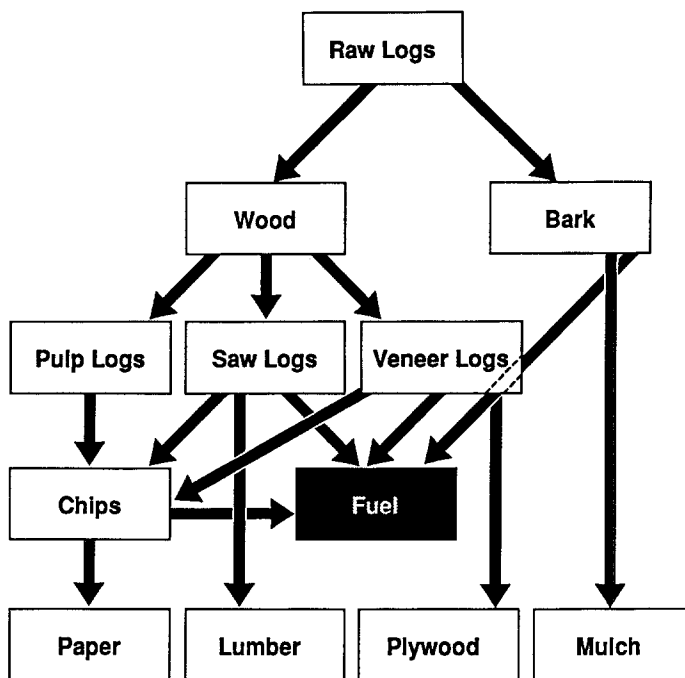 Raw Logs
Wood
Bark
Pulp Logs
Saw Logs
Veneer Logs
Chips
Fuel
Paper
Lumber
Plywood
Mulch